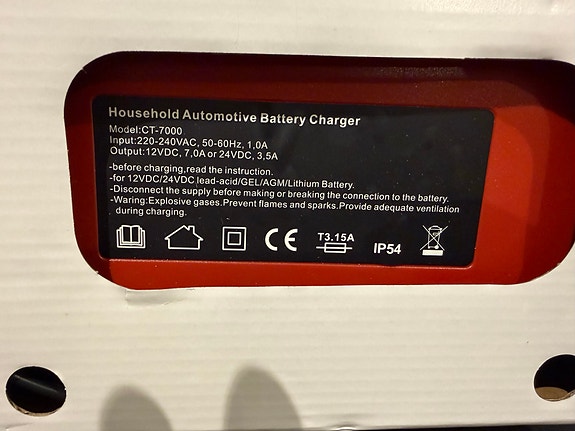 Household Automotive Battery Charger
Model:CT-7000
Input:220-240VAC, 50-60Hz, 1,0A
Output:12VDC, 7,0A or 24VDC, 3,5A
-before charging,read the instruction.
-for 12VDC/24VDC lead-acid/GEL/AGM/Lithium Battery.
-Disconnect the supply before making or breaking the connection to the battery.
-Waring:Explosive gases.Prevent flames and sparks.Provide adequate ventilation
during charging.
CE T3.15A IP54